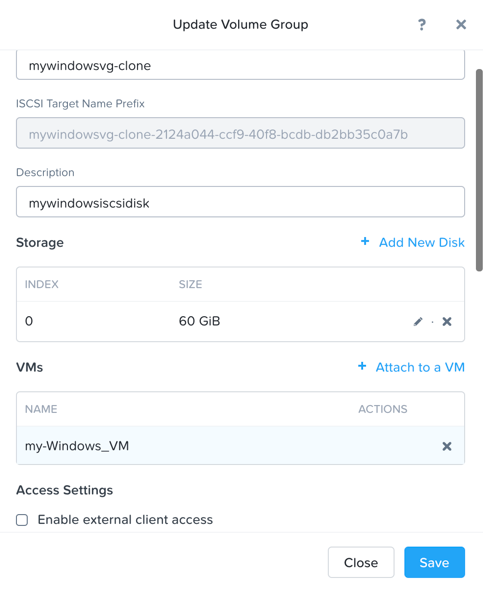 Update Volume Group ?
mywindowsvg-clone
iSCSI Target Name Prefix
mywindowsvg-clone-2124a044-ccf9-40f8-bcdb-db2bb35c0a7b
Description
mywindowsiscsidisk
Storage + Add New Disk
INDEX SIZE
0 60 GiB
VMs + Attach to a VM
NAME ACTIONS
my-Windows_VM
Access Settings
Enable external client access
Close Save